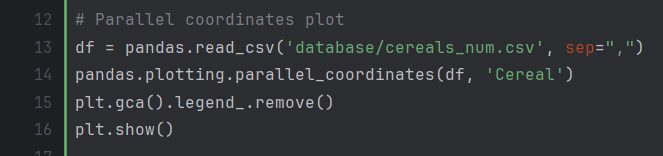 12 # Parallel coordinates plot
13 df = pandas.read_csv('database/cereals_num.csv', sep=",")
14 pandas.plotting.parallel_coordinates(df, 'Cereal')
15 plt.gca().legend_.remove()
16 plt.show()
17